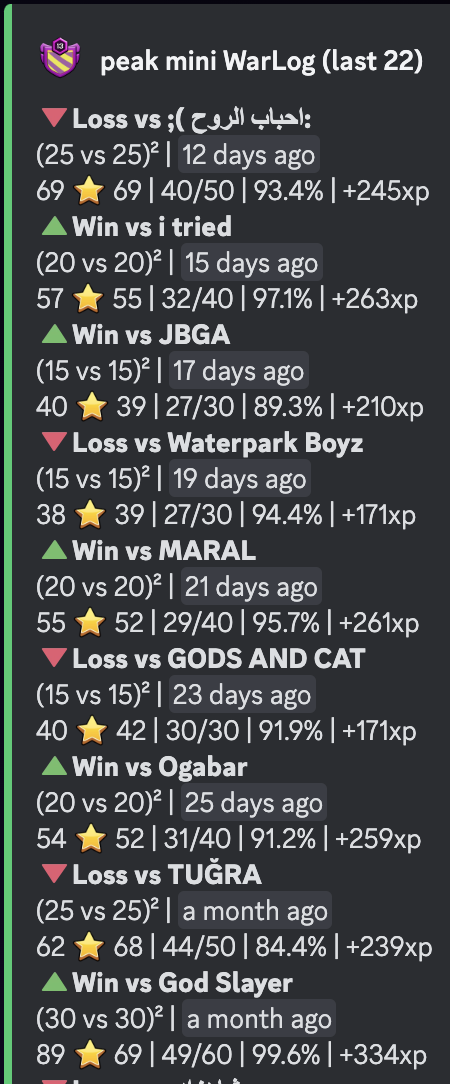 13
peak mini WarLog (last 22)
Loss vs ;( احباب الروح:
(25 vs 25)² | 12 days ago
69 ⭐ 69 | 40/50 | 93.4% | +245xp
Win vs i tried
(20 vs 20)² | 15 days ago
57 ⭐ 55 | 32/40 | 97.1% | +263xp
Win vs JBGA
(15 vs 15)² | 17 days ago
40 ⭐ 39 | 27/30 | 89.3% | +210xp
Loss vs Waterpark Boyz
(15 vs 15)² | 19 days ago
38 ⭐ 39 | 27/30 | 94.4% | +171xp
Win vs MARAL
(20 vs 20)² | 21 days ago
55 ⭐ 52 | 29/40 | 95.7% | +261xp
Loss vs GODS AND CAT
(15 vs 15)² | 23 days ago
40 ⭐ 42 | 30/30 | 91.9% | +171xp
Win vs Ogabar
(20 vs 20)² | 25 days ago
54 ⭐ 52 | 31/40 | 91.2% | +259xp
Loss vs TUĞRA
(25 vs 25)² | a month ago
62 ⭐ 68 | 44/50 | 84.4% | +239xp
Win vs God Slayer
(30 vs 30)² | a month ago
89 ⭐ 69 | 49/60 | 99.6% | +334xp